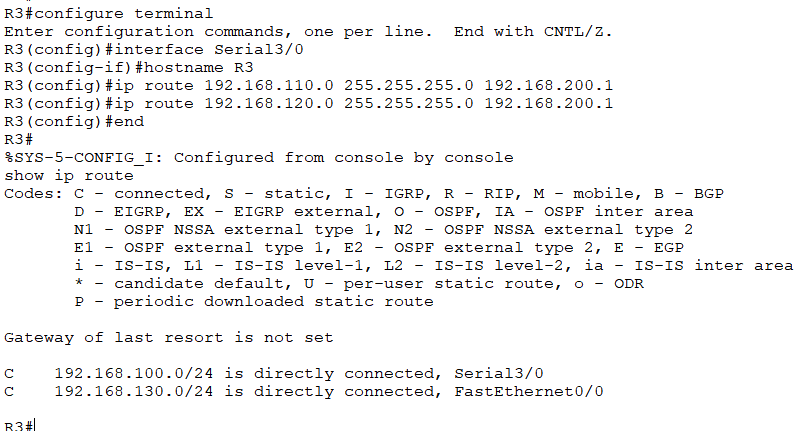 R3#configure terminal
Enter configuration commands, one per line.  End with CNTL/Z.
R3(config)#interface Serial3/0
R3(config-if)#hostname R3
R3(config)#ip route 192.168.110.0 255.255.255.0 192.168.200.1
R3(config)#ip route 192.168.120.0 255.255.255.0 192.168.200.1
R3(config)#end
R3#
%SYS-5-CONFIG_I: Configured from console by console
show ip route
Codes: C - connected, S - static, I - IGRP, R - RIP, M - mobile, B - BGP
       D - EIGRP, EX - EIGRP external, O - OSPF, IA - OSPF inter area
       N1 - OSPF NSSA external type 1, N2 - OSPF NSSA external type 2
       E1 - OSPF external type 1, E2 - OSPF external type 2, E - EGP
       i - IS-IS, L1 - IS-IS level-1, L2 - IS-IS level-2, ia - IS-IS inter area
       * - candidate default, U - per-user static route, o - ODR
       P - periodic downloaded static route

Gateway of last resort is not set

C    192.168.100.0/24 is directly connected, Serial3/0
C    192.168.130.0/24 is directly connected, FastEthernet0/0

R3#